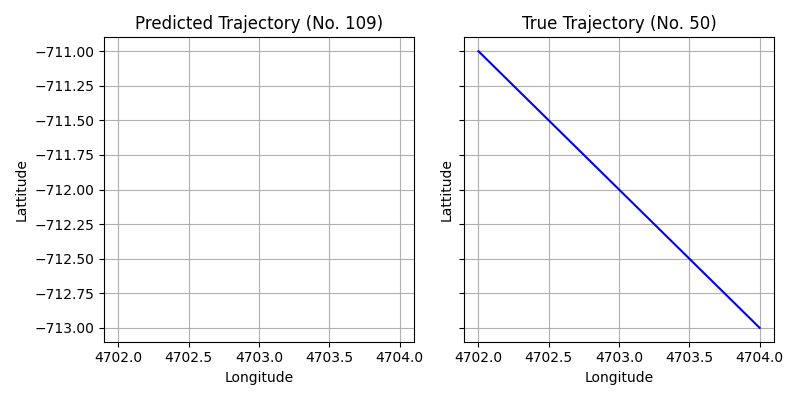 Predicted Trajectory (No. 109)
True Trajectory (No. 50)
Lattitude
−711.00
−711.25
−711.50
−711.75
−712.00
−712.25
−712.50
−712.75
−713.00
4702.0 4702.5 4703.0 4703.5 4704.0
Longitude
Lattitude
4702.0 4702.5 4703.0 4703.5 4704.0
Longitude